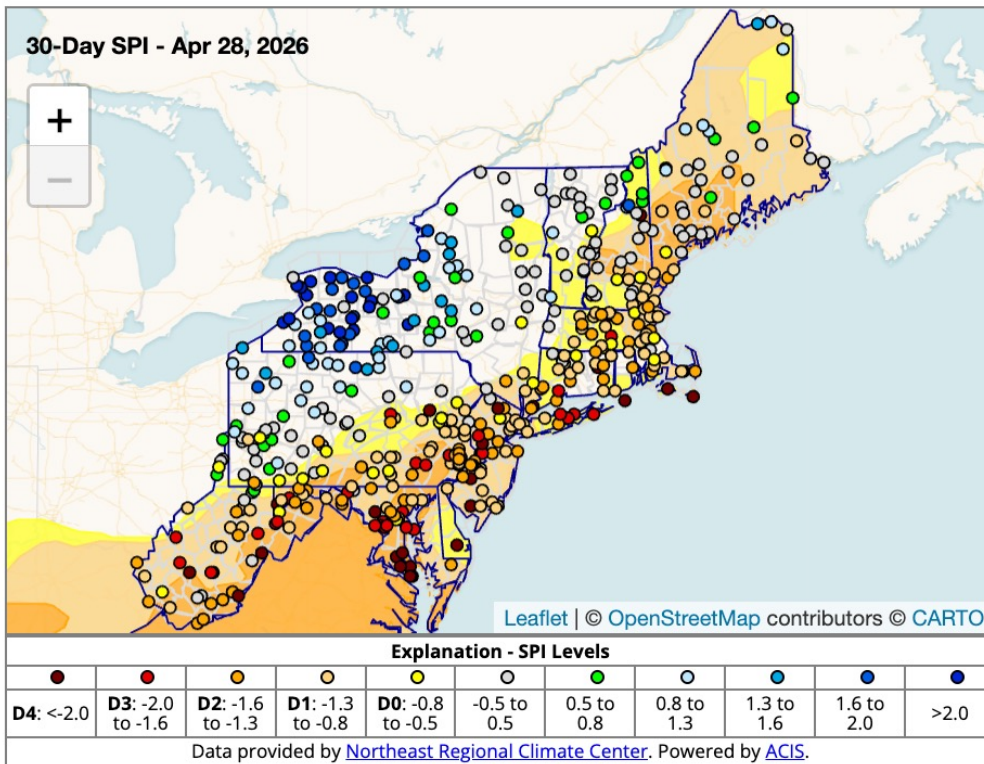 30-Day SPI - Apr 28, 2026
+
−
Leaflet | © OpenStreetMap contributors © CARTO
Explanation - SPI Levels
D4: <-2.0
D3: -2.0
to -1.6
D2: -1.6
to -1.3
D1: -1.3
to -0.8
D0: -0.8
to -0.5
-0.5 to
0.5
0.5 to
0.8
0.8 to
1.3
1.3 to
1.6
1.6 to
2.0
>2.0
Data provided by Northeast Regional Climate Center. Powered by ACIS.